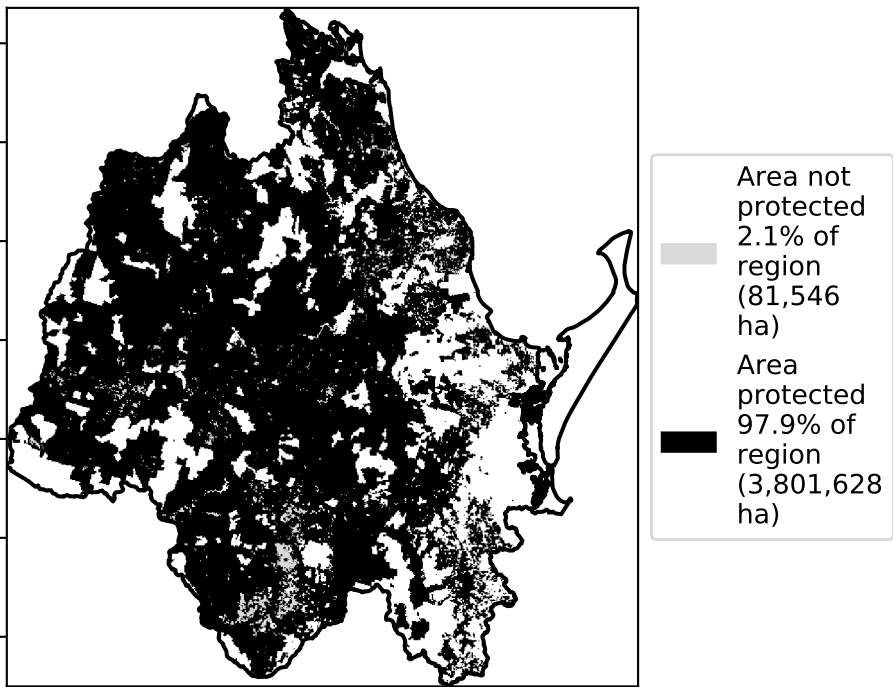 Area not
protected
2.1% of
region
(81,546
ha)
Area
protected
97.9% of
region
(3,801,628
ha)